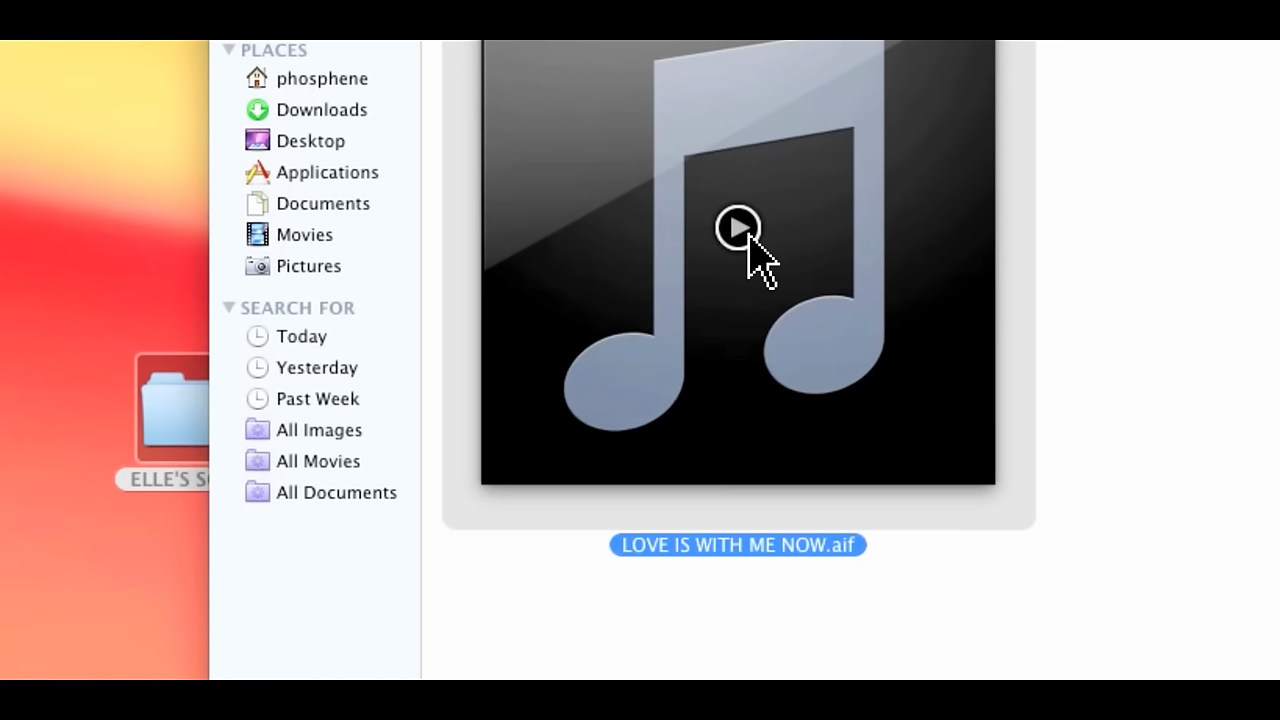 PLACES
phosphene
Downloads
Desktop
Applications
Documents
Movies
Pictures
SEARCH FOR
Today
Yesterday
Past Week
All Images
All Movies
All Documents
ELLE'S
LOVE IS WITH ME NOW.aif